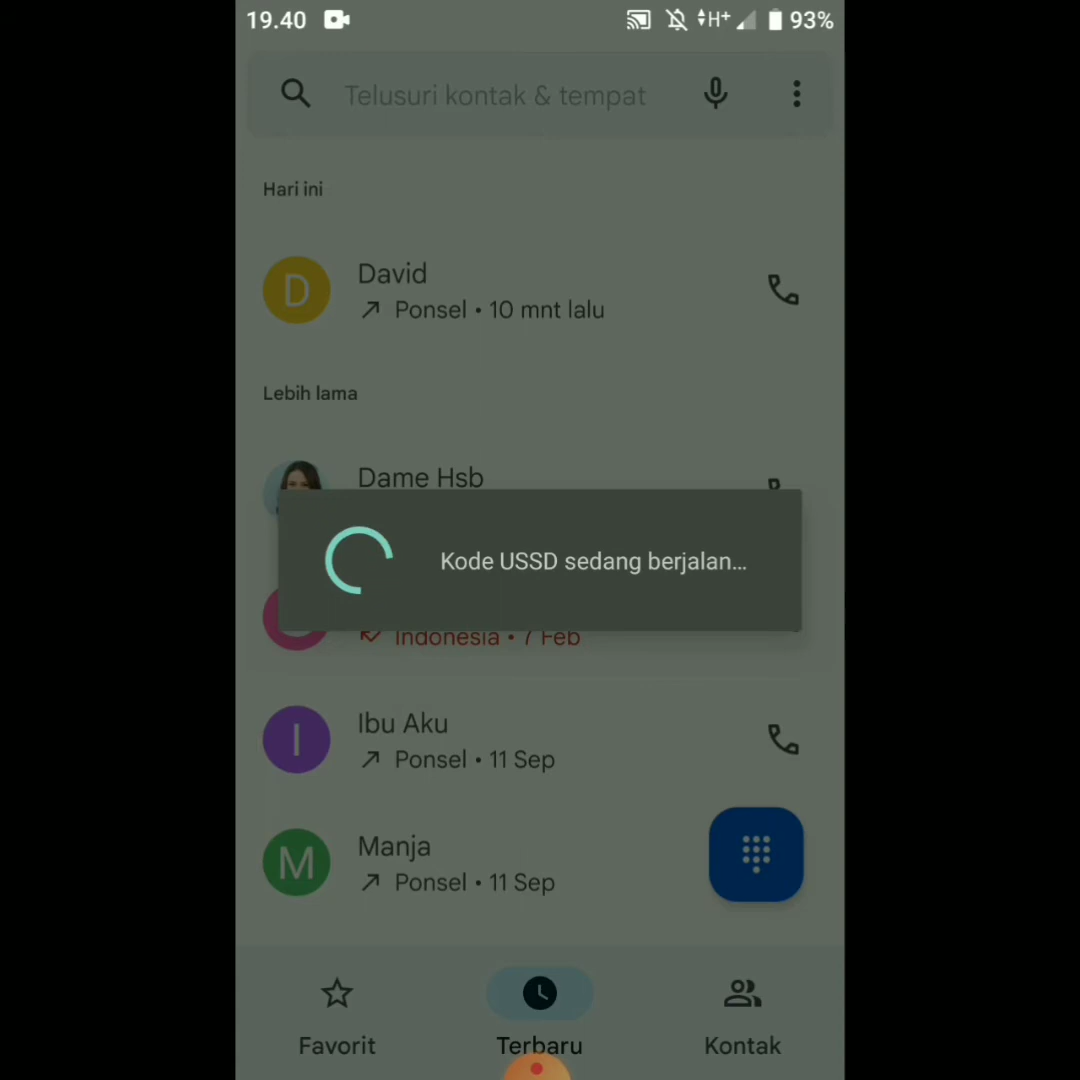 19.40
H+
93%
Telusuri kontak & tempat
Hari ini
D
David
Ponsel • 10 mnt lalu
Lebih lama
Dame Hsb
Kode USSD sedang berjalan...
Indonesia • 7 Feb
I
Ibu Aku
Ponsel • 11 Sep
M
Manja
Ponsel • 11 Sep
Favorit
Terbaru
Kontak